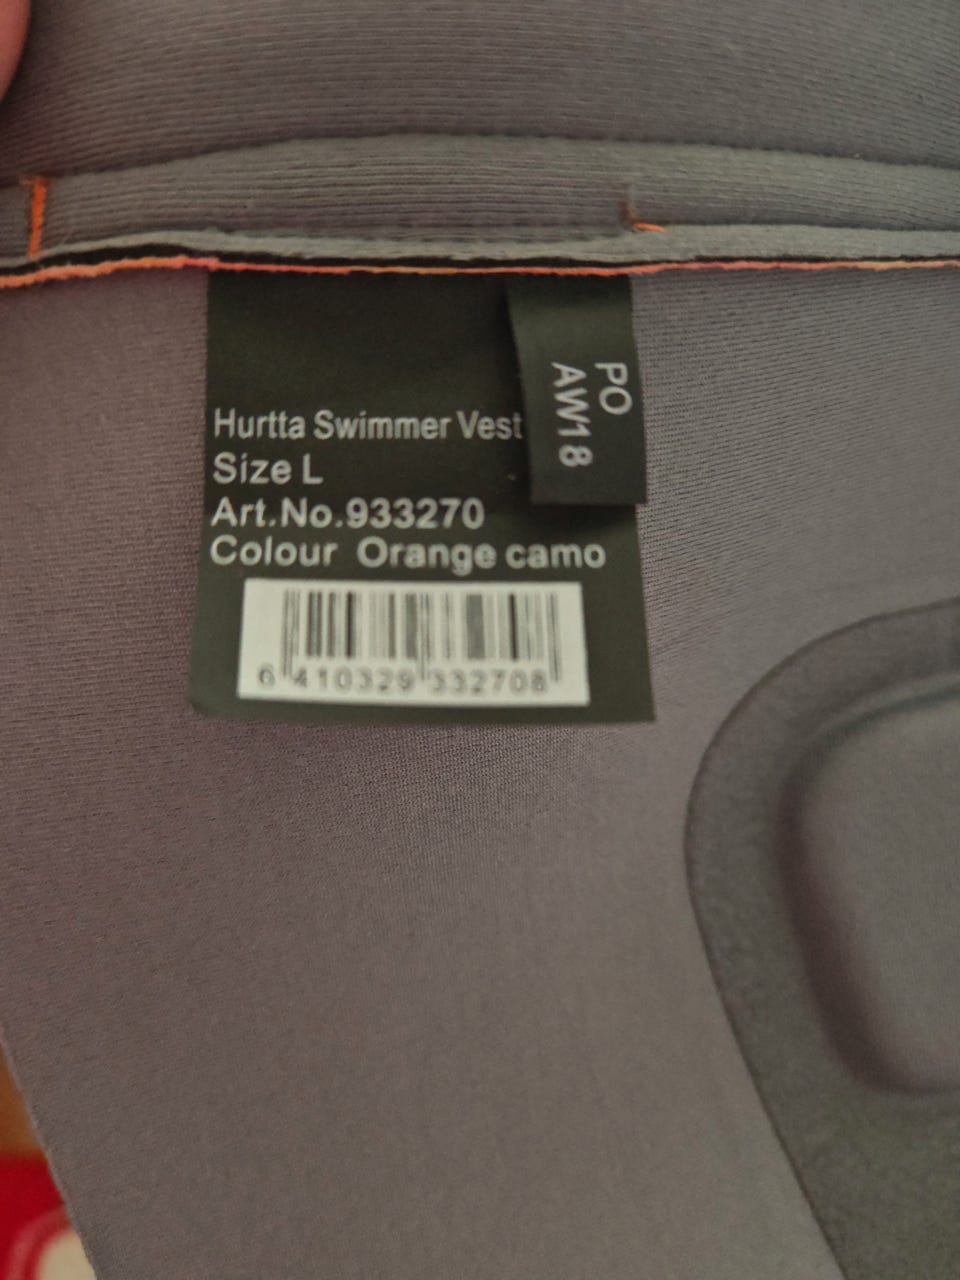 Hurtta Swimmer Vest
Size L
Art.No.933270
Colour Orange camo
6 410329 332708
PO
AW18